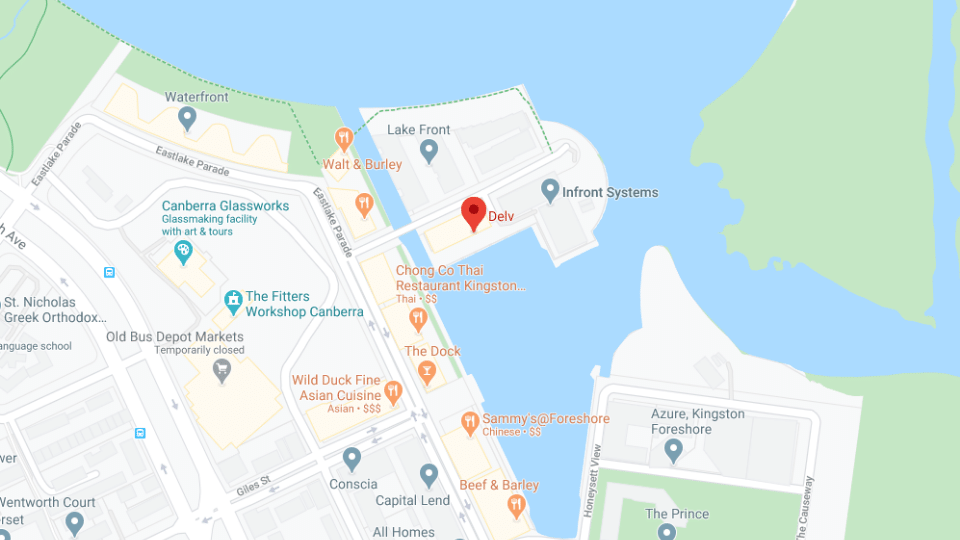 Waterfront
Eastlake Parade
Eastlake Parade
Lake Front
Walt & Burley
Infront Systems
Delv
Eastlake Parade
Canberra Glassworks
Glassmaking facility
with art & tours
h Ave
Chong Co Thai
Restaurant Kingston...
Thai • $$
The Fitters
Workshop Canberra
St. Nicholas
Greek Orthodox...
anguage school
Old Bus Depot Markets
Temporarily closed
The Dock
Wild Duck Fine
Asian Cuisine
Asian • $$$
Sammy's@Foreshore
Chinese • $$
Azure, Kingston
Foreshore
Honeysett View
The Causeway
Giles St
Conscia
Capital Lend
Beef & Barley
wer
Wentworth Court
rset
All Homes
The Prince